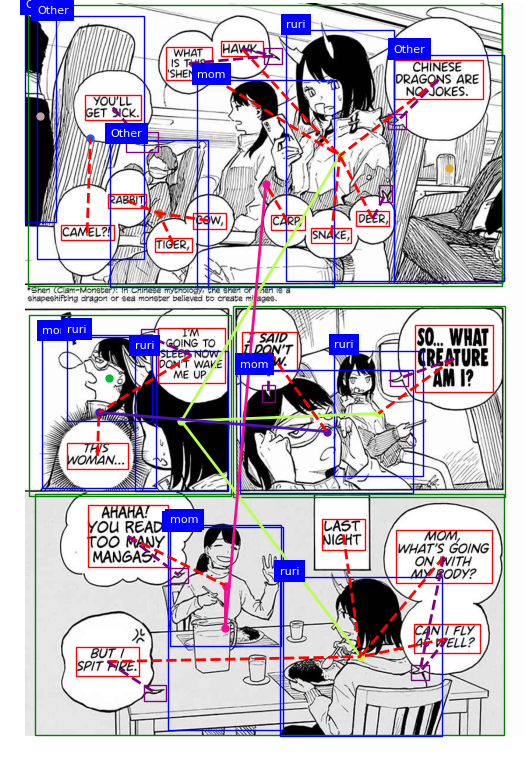 Other
Other
ruri
Other
mom
WHAT
IS THIS
'SHEN
HAWK,
CHINESE
DRAGONS ARE
NO JOKES.
YOU'LL
GET SICK.
RABBIT,
COW,
CARP,
DEER,
CAMEL?!
TIGER,
SNAKE,
*Shen (Clam-Monster): In Chinese mythology, the shen or chen is a
shapeshifting dragon or sea monster believed to create mirages.
mo
ruri
ruri
I'M
GOING TO
SLEEP NOW
DON'T WAKE
ME UP
THIS
WOMAN...
mom
ruri
I SAID
I DON'T
SO... WHAT
CREATURE
AM I?
mom
ruri
AHAHA!
YOU READ
TOO MANY
MANGAS!
LAST
NIGHT
MOM,
WHAT'S GOING
ON WITH
MY BODY?
CAN I FLY
AS WELL?
BUT I
SPIT FIRE.